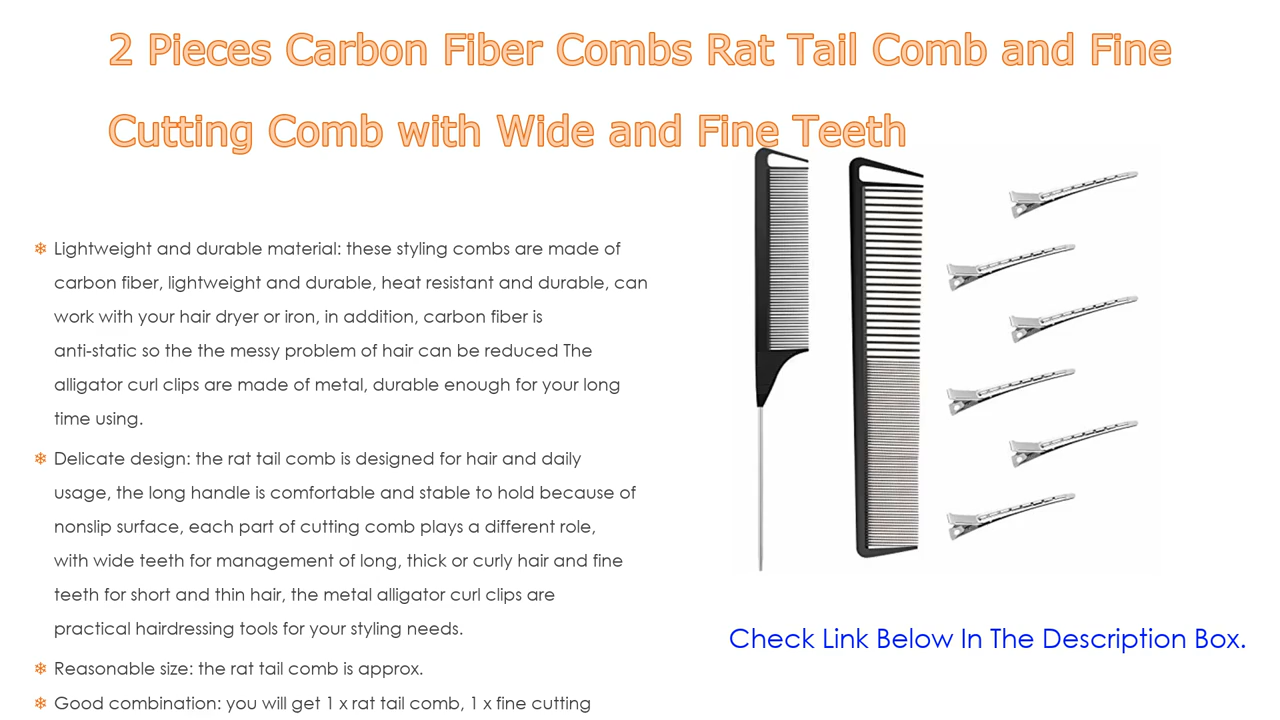 2 Pieces Carbon Fiber Combs Rat Tail Comb and Fine
Cutting Comb with Wide and Fine Teeth
Lightweight and durable material: these styling combs are made of
carbon fiber, lightweight and durable, heat resistant and durable, can
work with your hair dryer or iron, in addition, carbon fiber is
anti-static so the the messy problem of hair can be reduced The
alligator curl clips are made of metal, durable enough for your long
time using.
Delicate design: the rat tail comb is designed for hair and daily
usage, the long handle is comfortable and stable to hold because of
nonslip surface, each part of cutting comb plays a different role,
with wide teeth for management of long, thick or curly hair and fine
teeth for short and thin hair, the metal alligator curl clips are
practical hairdressing tools for your styling needs.
Reasonable size: the rat tail comb is approx.
Good combination: you will get 1 x rat tail comb, 1 x fine cutting
Check Link Below In The Description Box.